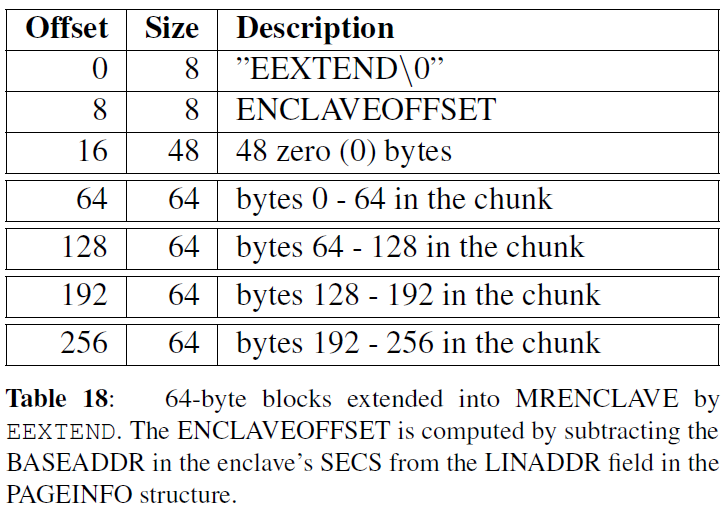 Offset Size Description
0 8 ”EEXTEND\0”
8 8 ENCLAVEOFFSET
16 48 48 zero (0) bytes
64 64 bytes 0 - 64 in the chunk
128 64 bytes 64 - 128 in the chunk
192 64 bytes 128 - 192 in the chunk
256 64 bytes 192 - 256 in the chunk
Table 18: 64-byte blocks extended into MRENCLAVE by
EEXTEND. The ENCLAVEOFFSET is computed by subtracting the
BASEADDR in the enclave’s SECS from the LINADDR field in the
PAGEINFO structure.